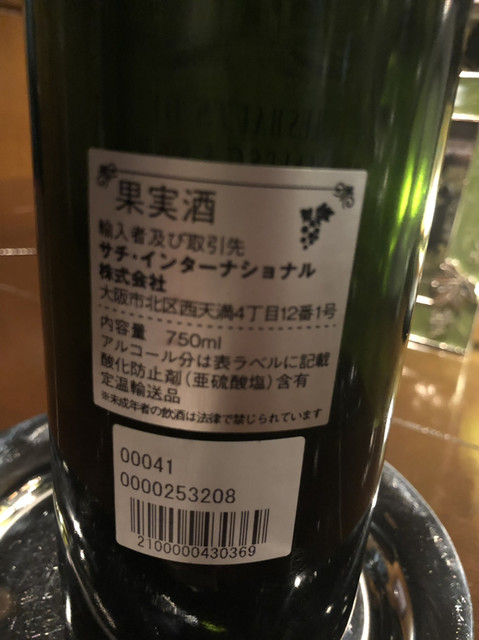 果実酒
輸入者及び取引先
サチ・インターナショナル
株式会社
大阪市北区西天満4丁目12番1号
内容量 750ml
アルコール分は表ラベルに記載
酸化防止剤(亜硫酸塩)含有
定温輸送品
※未成年者の飲酒は法律で禁じられています
00041
0000253208
2100000430369